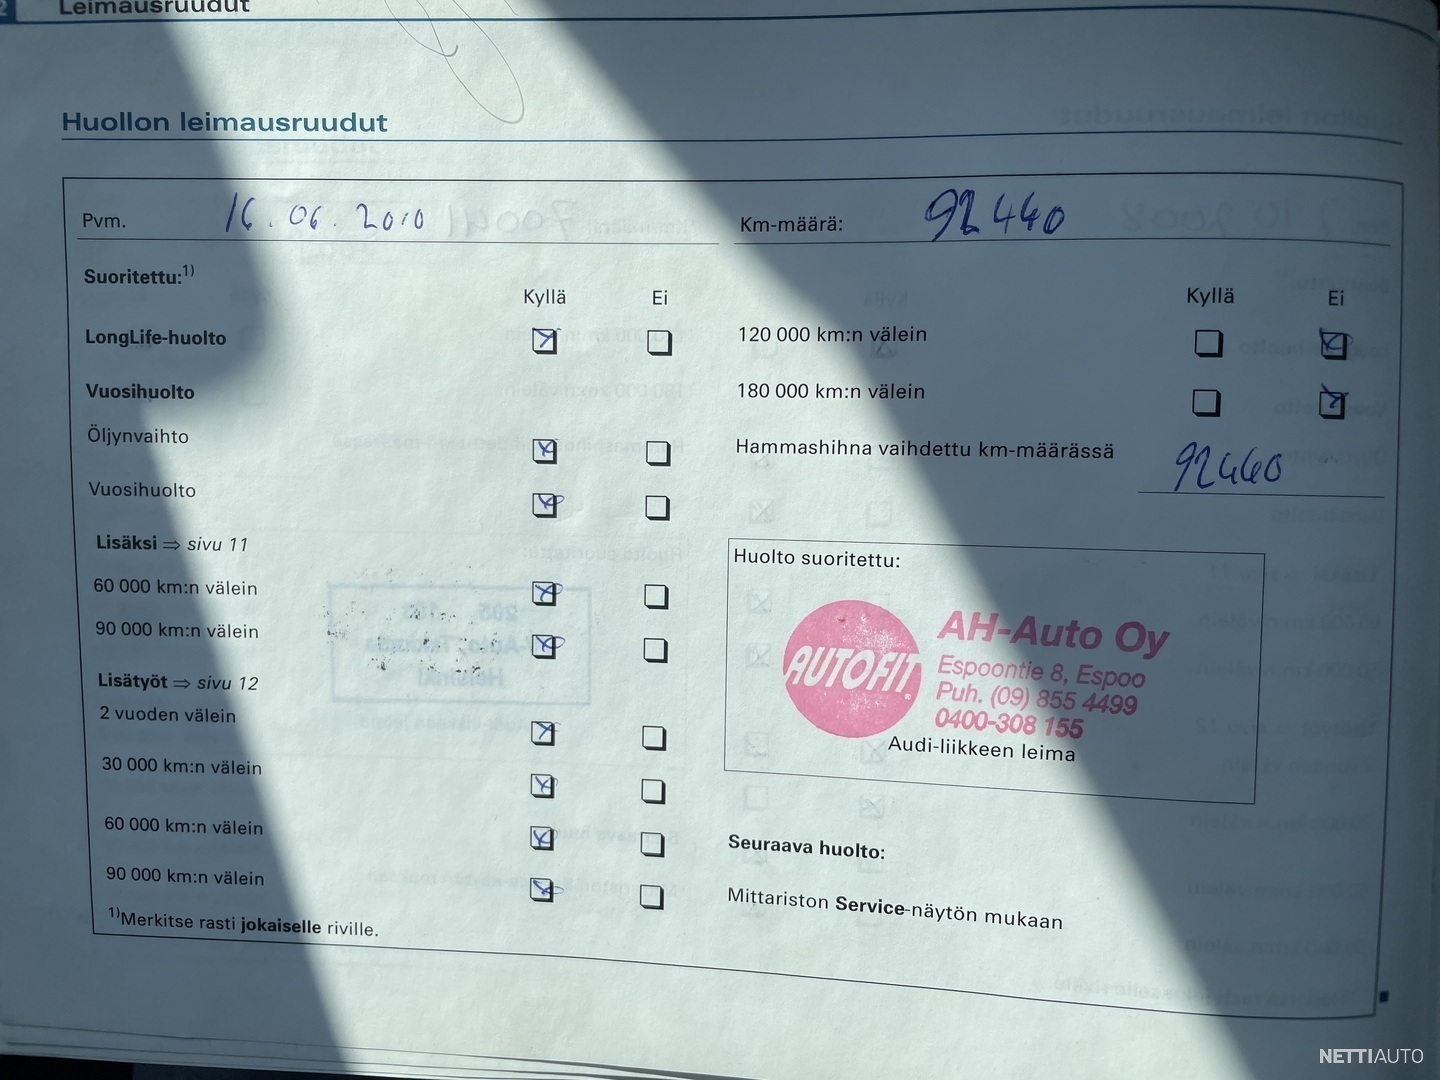 Leimausruudut
Huollon leimausruudut
Pvm. 16.06.2010
Km-määrä: 92440
Suoritettu:1)
Kyllä Ei
LongLife-huolto
Vuosihuolto
Öljynvaihto
Vuosihuolto
Lisäksi ⇒ sivu 11
60 000 km:n välein
90 000 km:n välein
Lisätyöt ⇒ sivu 12
2 vuoden välein
30 000 km:n välein
60 000 km:n välein
90 000 km:n välein
1)Merkitse rasti jokaiselle riville.
Kyllä Ei
120 000 km:n välein
180 000 km:n välein
Hammashihna vaihdettu km-määrässä
92440
Huolto suoritettu:
AUTOFIT
AH-Auto Oy
Espoontie 8, Espoo
Puh. (09) 855 4499
0400-308 155
Audi-liikkeen leima
Seuraava huolto:
Mittariston Service-näytön mukaan
NETTIAUTO